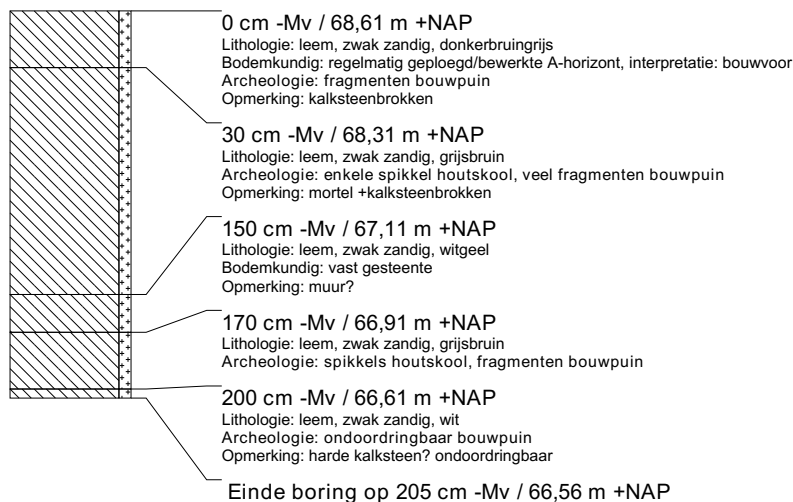 0 cm -Mv / 68,61 m +NAP
Lithologie: leem, zwak zandig, donkerbruingrijs
Bodemkundig: regelmatig geploegd/bewerkte A-horizont, interpretatie: bouwvoor
Archeologie: fragmenten bouwpuin
Opmerking: kalksteenbrokken
30 cm -Mv / 68,31 m +NAP
Lithologie: leem, zwak zandig, grijsbruin
Archeologie: enkele spikkel houtskool, veel fragmenten bouwpuin
Opmerking: mortel +kalksteenbrokken
150 cm -Mv / 67,11 m +NAP
Lithologie: leem, zwak zandig, witgeel
Bodemkundig: vast gesteente
Opmerking: muur?
170 cm -Mv / 66,91 m +NAP
Lithologie: leem, zwak zandig, grijsbruin
Archeologie: spikkels houtskool, fragmenten bouwpuin
200 cm -Mv / 66,61 m +NAP
Lithologie: leem, zwak zandig, wit
Archeologie: ondoordringbaar bouwpuin
Opmerking: harde kalksteen? ondoordringbaar
Einde boring op 205 cm -Mv / 66,56 m +NAP